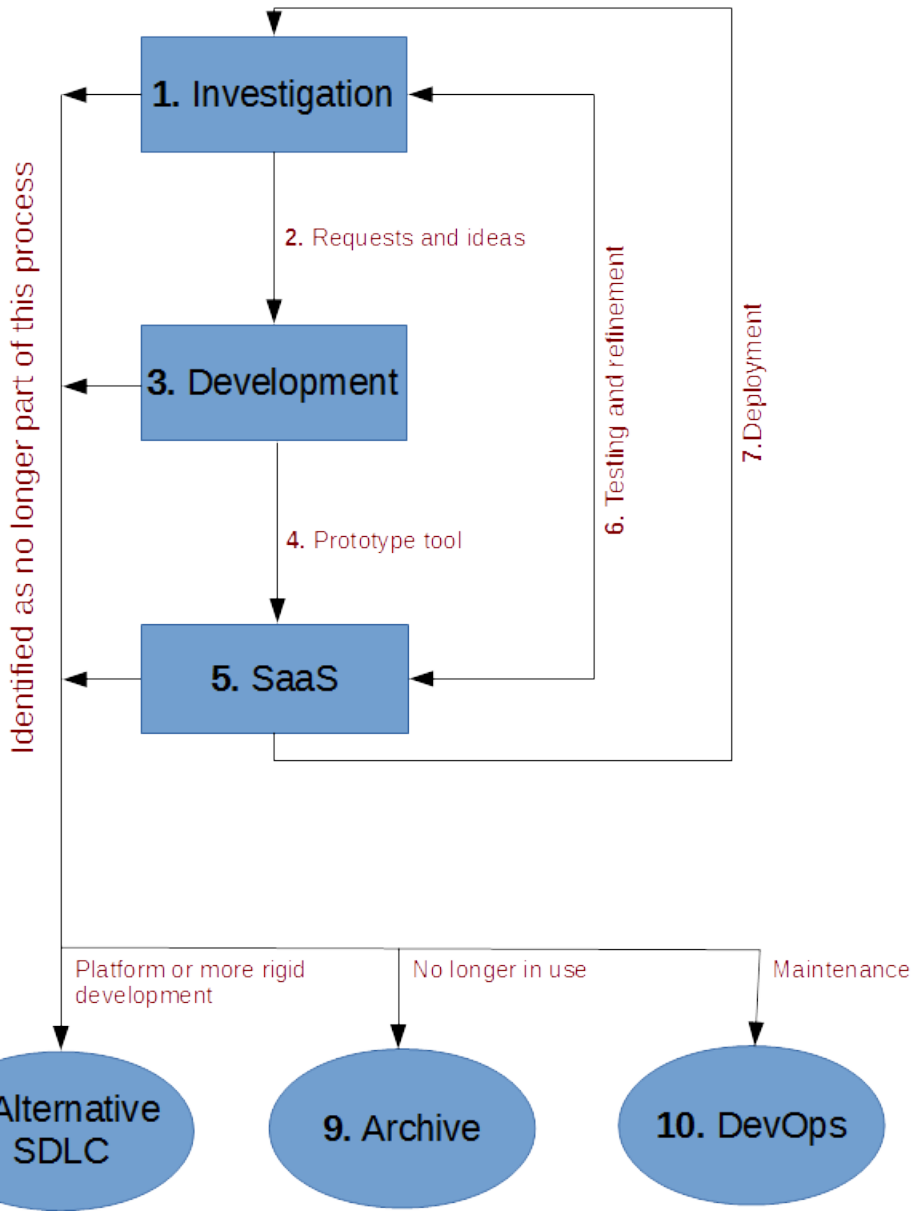 1. Investigation
2. Requests and ideas
3. Development
4. Prototype tool
5. SaaS
6. Testing and refinement
7.Deployment
Identified as no longer part of this process
Platform or more rigid
development
No longer in use
Maintenance
Alternative
SDLC
9. Archive
10. DevOps